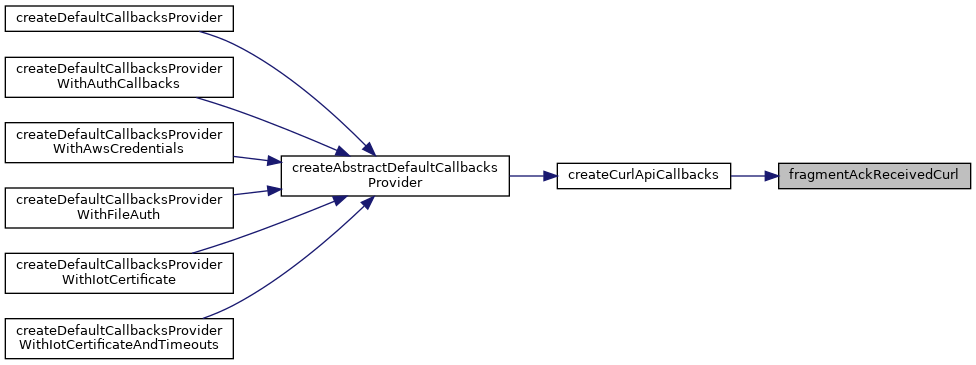 createDefaultCallbacksProvider
createDefaultCallbacksProvider
WithAuthCallbacks
createDefaultCallbacksProvider
WithAwsCredentials
createDefaultCallbacksProvider
WithFileAuth
createDefaultCallbacksProvider
WithIotCertificate
createDefaultCallbacksProvider
WithIotCertificateAndTimeouts
createAbstractDefaultCallbacks
Provider
createCurlApiCallbacks
fragmentAckReceivedCurl